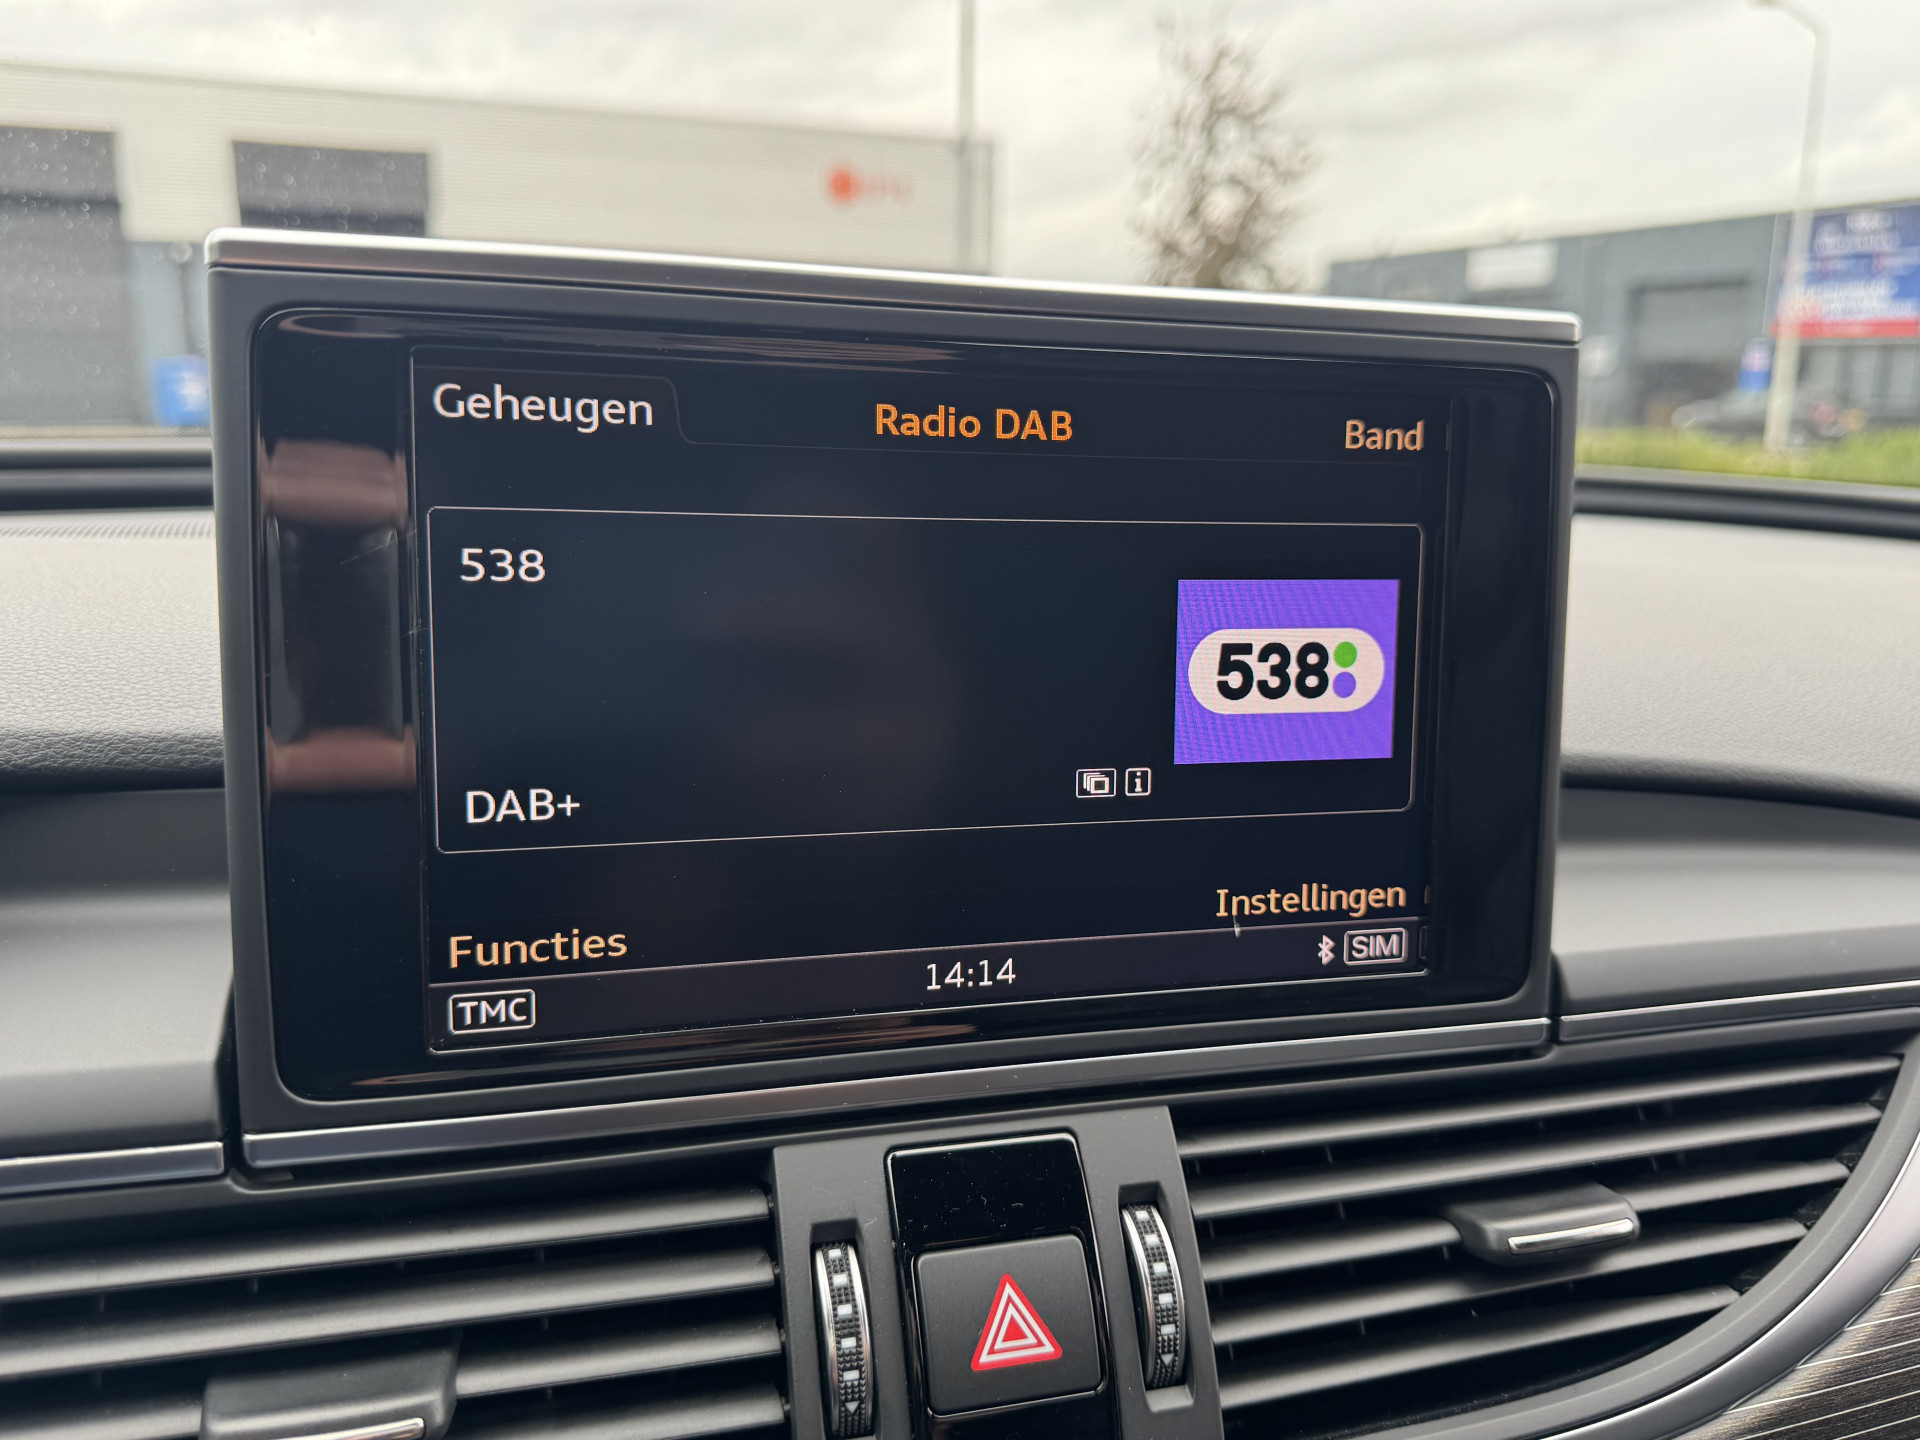 Geheugen
Radio DAB
Band
538
538
DAB+
Instellingen
Functies
14:14
SIM
TMC